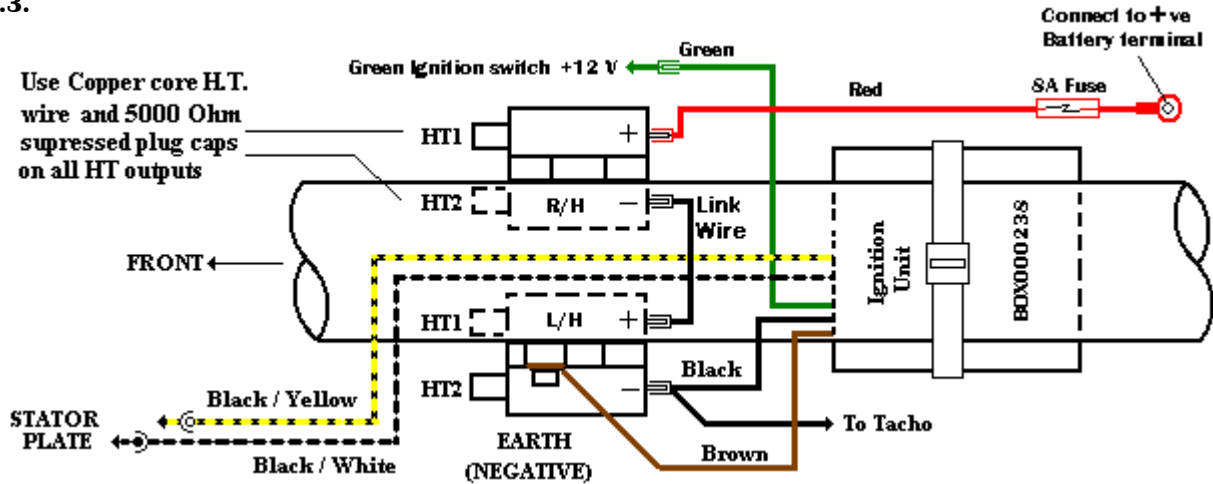 .3.
Connect to +ve
Battery terminal
Green
Green Ignition switch +12 V
8A Fuse
Red
Use Copper core H.T.
wire and 5000 Ohm
supressed plug caps
on all HT outputs
HT1
+
HT2
R/H
−
Link
Wire
FRONT
Ignition
Unit
BOX000238
HT1
L/H
+
HT2
−
Black
Black / Yellow
STATOR
PLATE
Black / White
EARTH
(NEGATIVE)
Brown
To Tacho